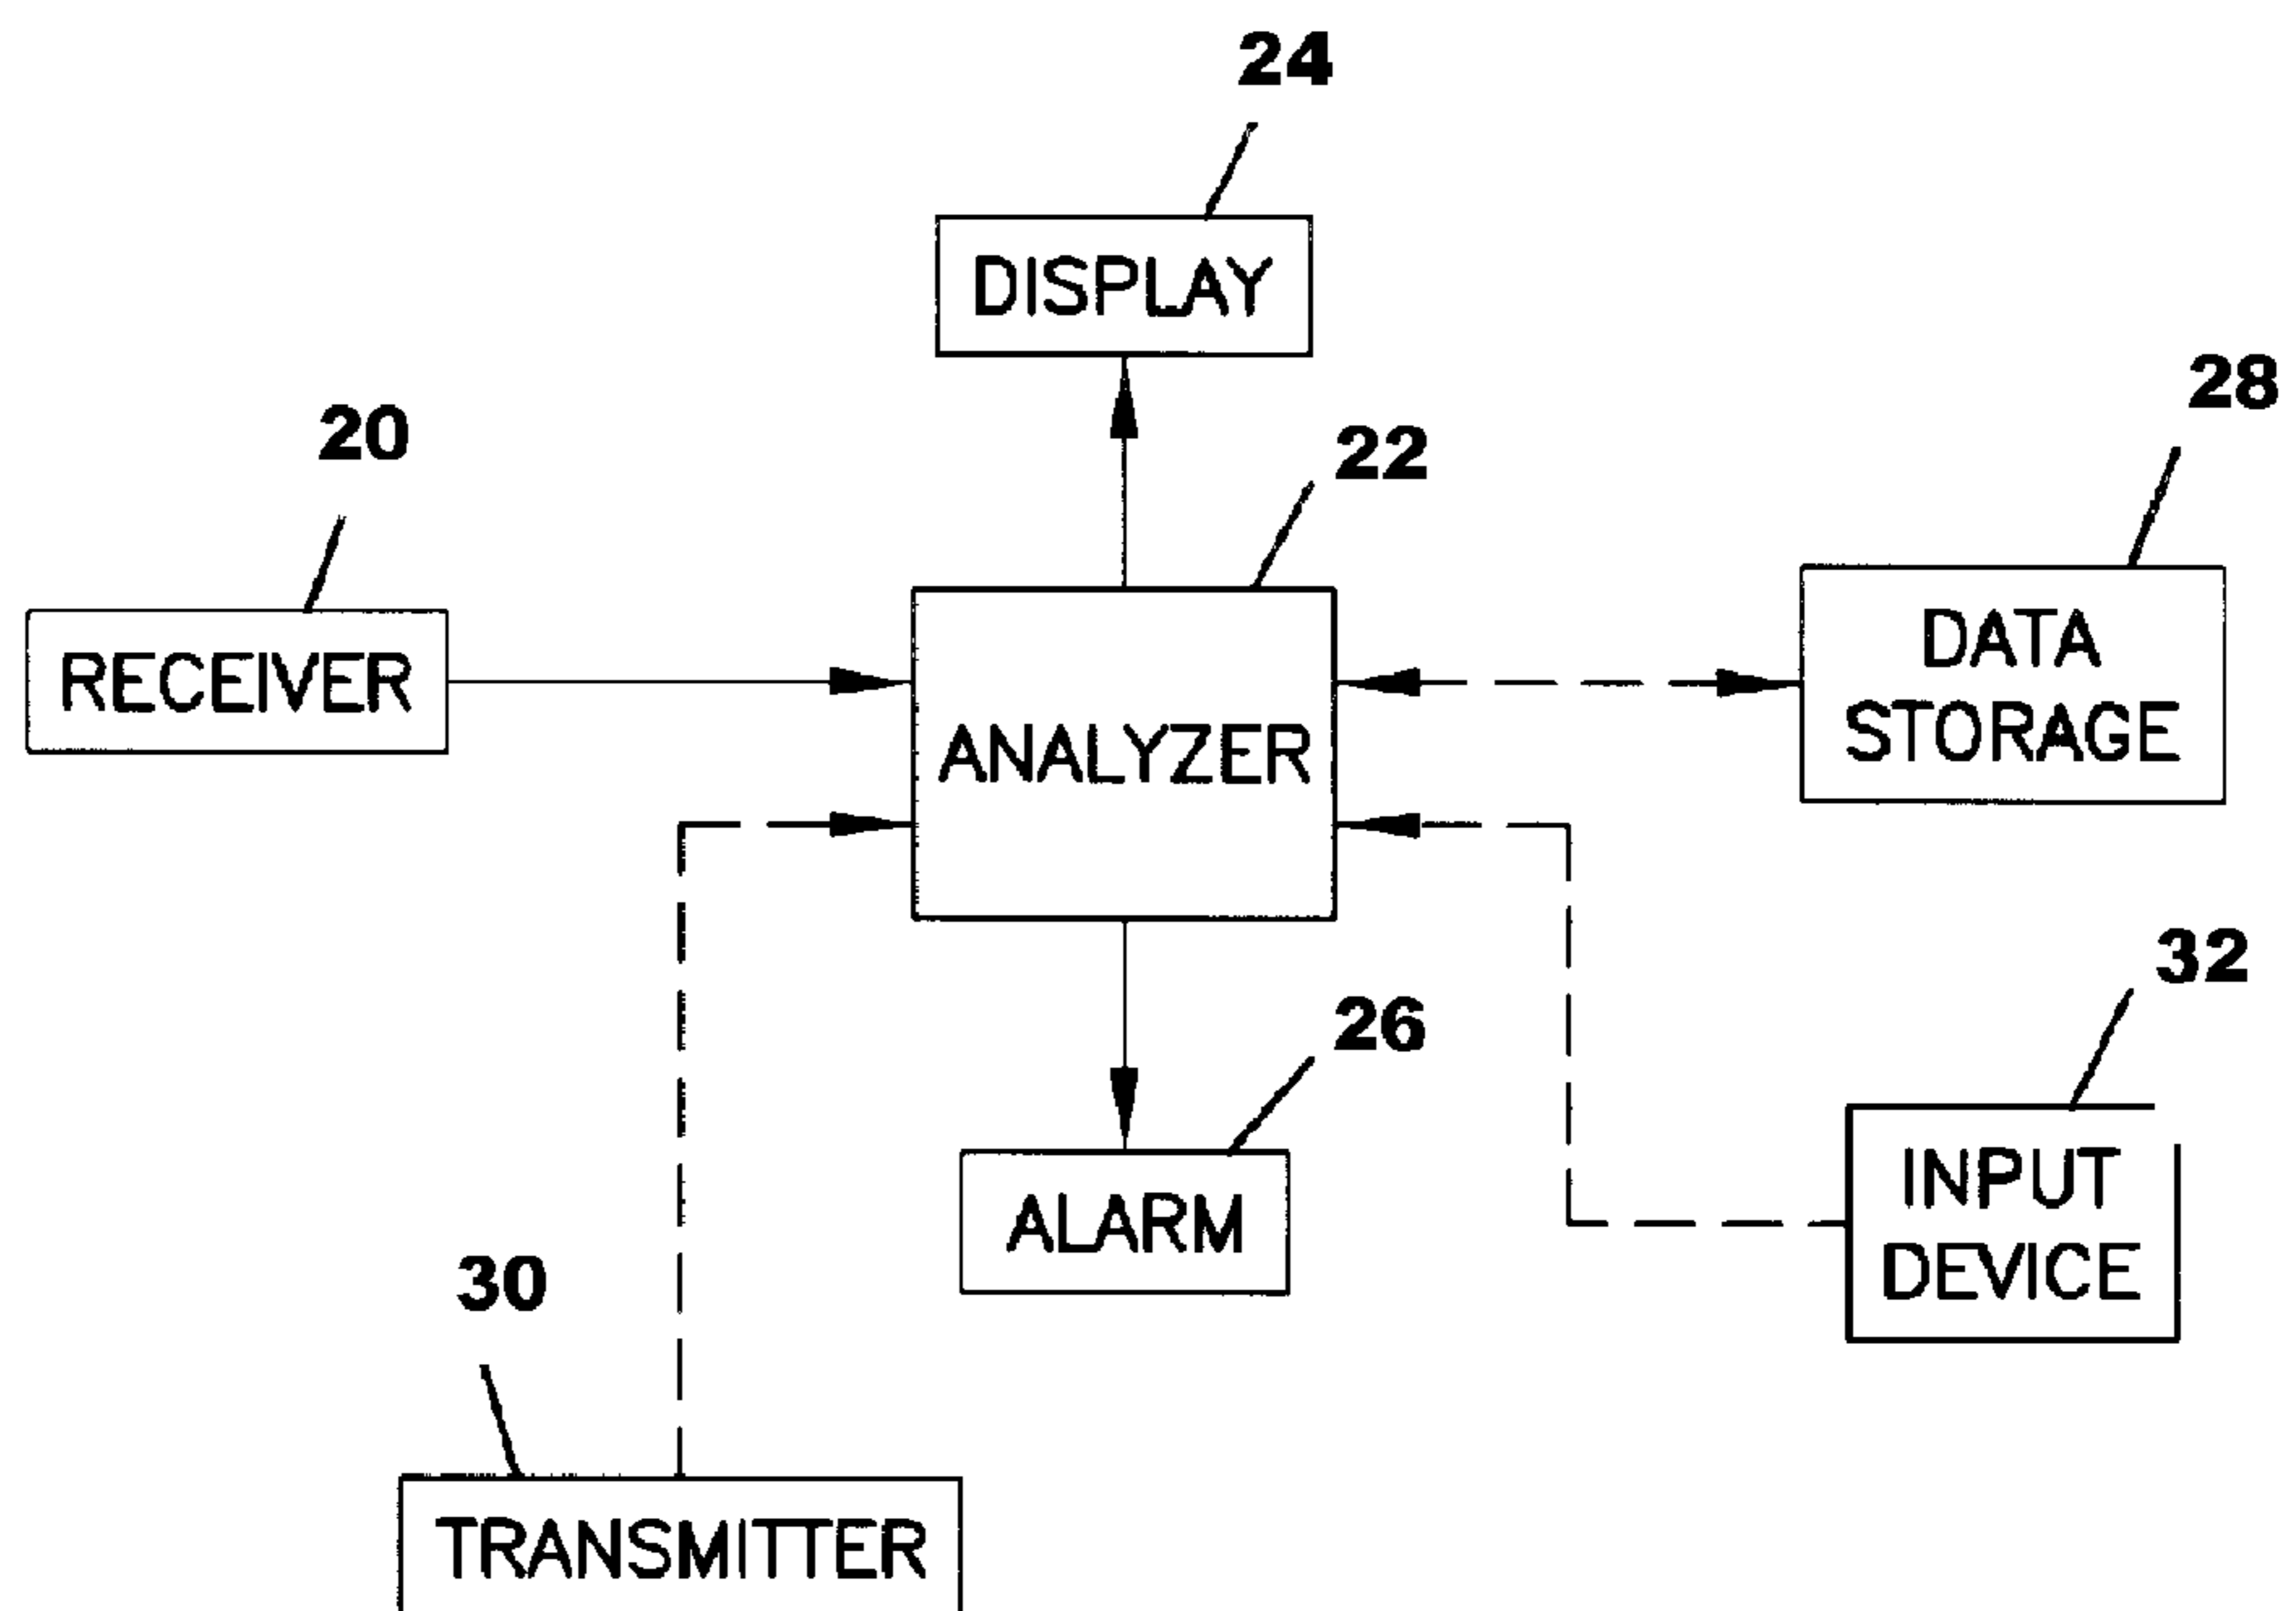 24
DISPLAY
28
20
22
RECEIVER
DATA
STORAGE
ANALYZER
32
26
INPUT
DEVICE
ALARM
30
TRANSMITTER